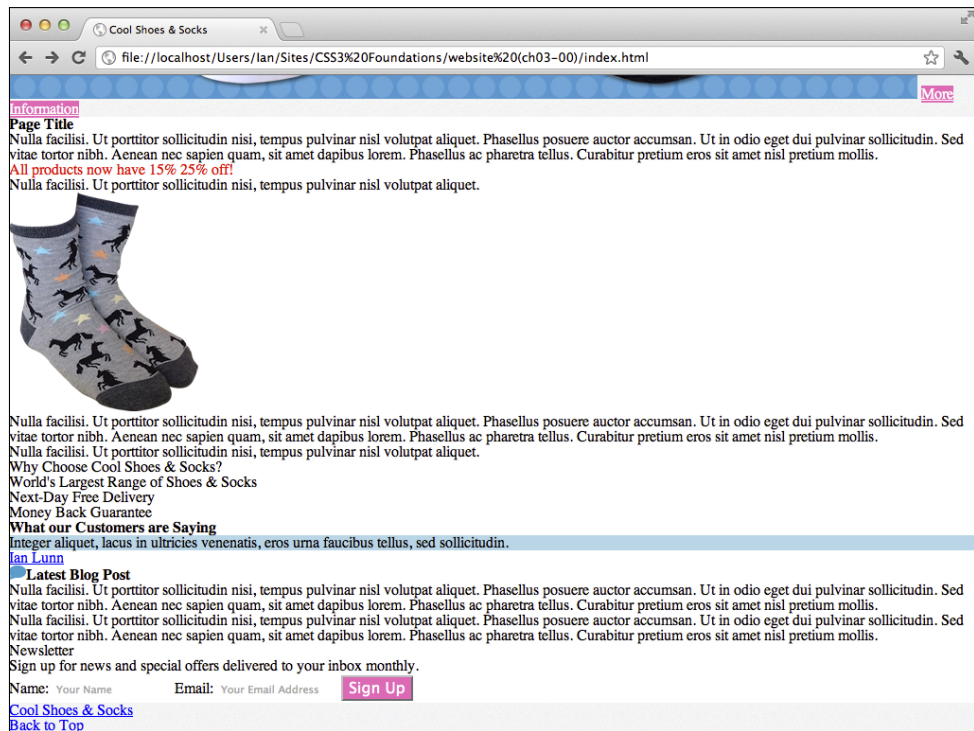 Cool Shoes & Socks
file://localhost/Users/Ian/Sites/CSS3%20Foundations/website%20(ch03-00)/index.html
More
Information
Page Title
Nulla facilisi. Ut porttitor sollicitudin nisi, tempus pulvinar nisl volutpat aliquet. Phasellus posuere auctor accumsan. Ut in odio eget dui pulvinar sollicitudin. Sed
vitae tortor nibh. Aenean nec sapien quam, sit amet dapibus lorem. Phasellus ac pharetra tellus. Curabitur pretium eros sit amet nisl pretium mollis.
All products now have 15% 25% off!
Nulla facilisi. Ut porttitor sollicitudin nisi, tempus pulvinar nisl volutpat aliquet.
Nulla facilisi. Ut porttitor sollicitudin nisi, tempus pulvinar nisl volutpat aliquet. Phasellus posuere auctor accumsan. Ut in odio eget dui pulvinar sollicitudin. Sed
vitae tortor nibh. Aenean nec sapien quam, sit amet dapibus lorem. Phasellus ac pharetra tellus. Curabitur pretium eros sit amet nisl pretium mollis.
Nulla facilisi. Ut porttitor sollicitudin nisi, tempus pulvinar nisl volutpat aliquet.
Why Choose Cool Shoes & Socks?
World's Largest Range of Shoes & Socks
Next-Day Free Delivery
Money Back Guarantee
What our Customers are Saying
Integer aliquet, lacus in ultricies venenatis, eros urna faucibus tellus, sed sollicitudin.
Ian Lunn
Latest Blog Post
Nulla facilisi. Ut porttitor sollicitudin nisi, tempus pulvinar nisl volutpat aliquet. Phasellus posuere auctor accumsan. Ut in odio eget dui pulvinar sollicitudin. Sed
vitae tortor nibh. Aenean nec sapien quam, sit amet dapibus lorem. Phasellus ac pharetra tellus. Curabitur pretium eros sit amet nisl pretium mollis.
Nulla facilisi. Ut porttitor sollicitudin nisi, tempus pulvinar nisl volutpat aliquet. Phasellus posuere auctor accumsan. Ut in odio eget dui pulvinar sollicitudin. Sed
vitae tortor nibh. Aenean nec sapien quam, sit amet dapibus lorem. Phasellus ac pharetra tellus. Curabitur pretium eros sit amet nisl pretium mollis.
Newsletter
Sign up for news and special offers delivered to your inbox monthly.
Name: Your Name Email: Your Email Address Sign Up
Cool Shoes & Socks
Back to Top